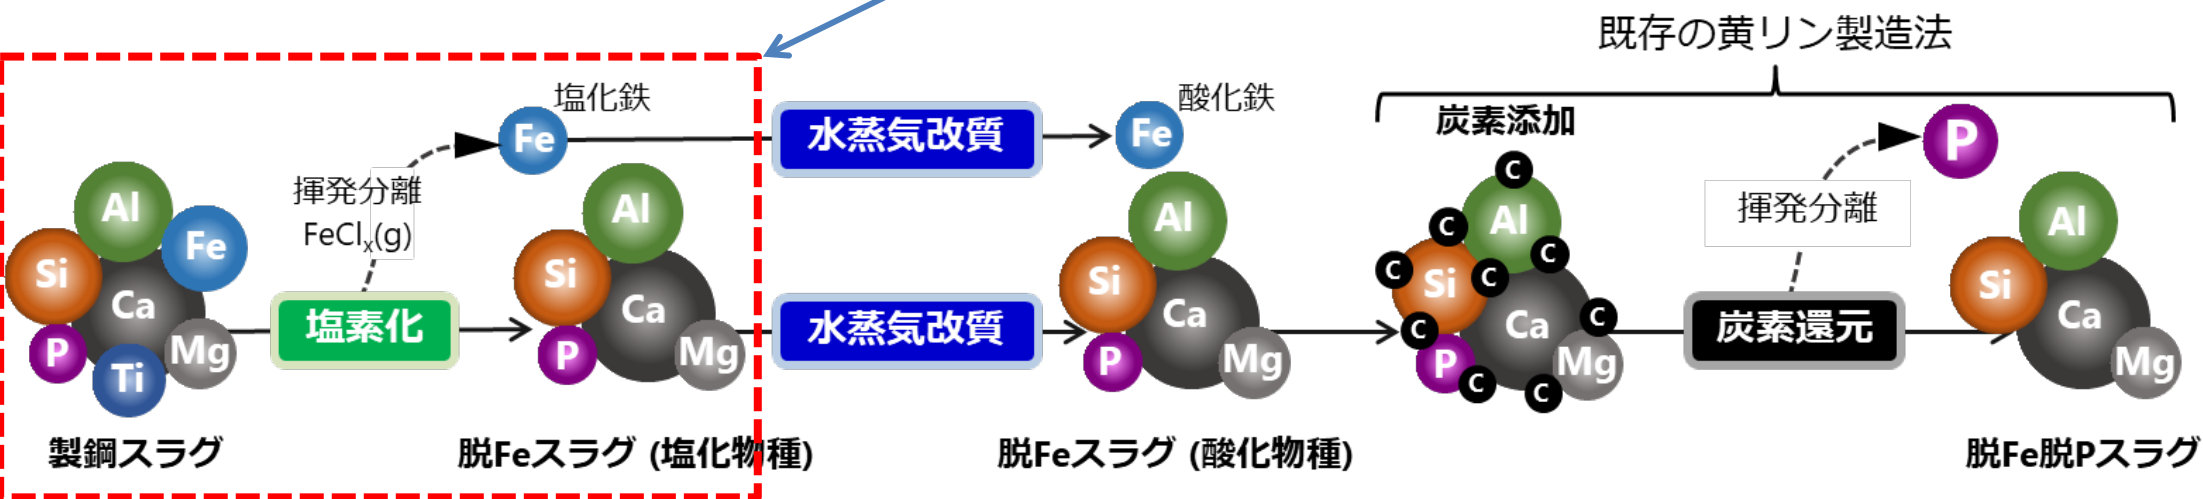 既存の黄リン製造法
塩化鉄
Fe
水蒸気改質
酸化鉄
Fe
炭素添加
P
揮発分離
FeClx(g)
揮発分離
Al
Fe
Si
Ca
P
Ti
Mg
塩素化
Al
Si
Ca
P
Mg
水蒸気改質
Al
Si
Ca
P
Mg
C
Al
C
C
C
C
Si
Ca
C
C
P
Mg
C
C
炭素還元
Al
Si
Ca
Mg
製鋼スラグ
脱Feスラグ (塩化物種)
脱Feスラグ (酸化物種)
脱Fe脱Pスラグ